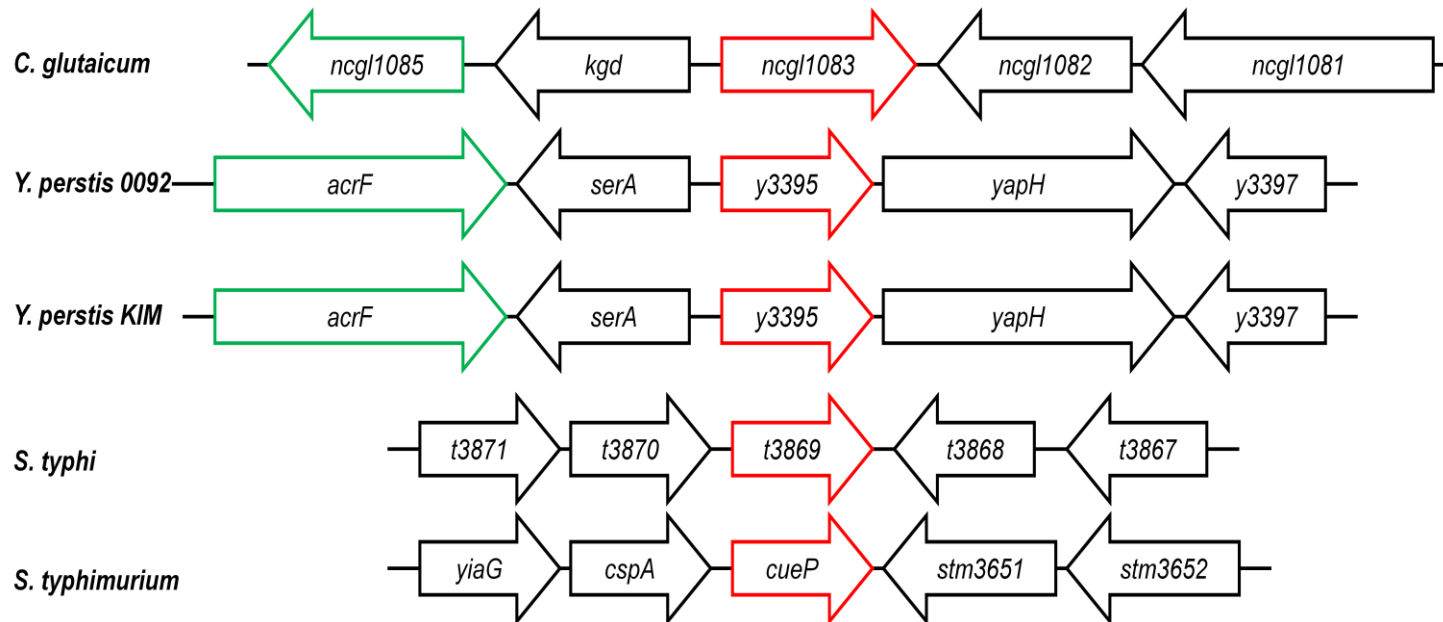 C. glutaicum ncgl1085 kgd ncgl1083 ncgl1082 ncgl1081
Y. perstis 0092 acrF serA y3395 yapH y3397
Y. perstis KIM acrF serA y3395 yapH y3397
S. typhi t3871 t3870 t3869 t3868 t3867
S. typhimurium yiaG cspA cueP stm3651 stm3652